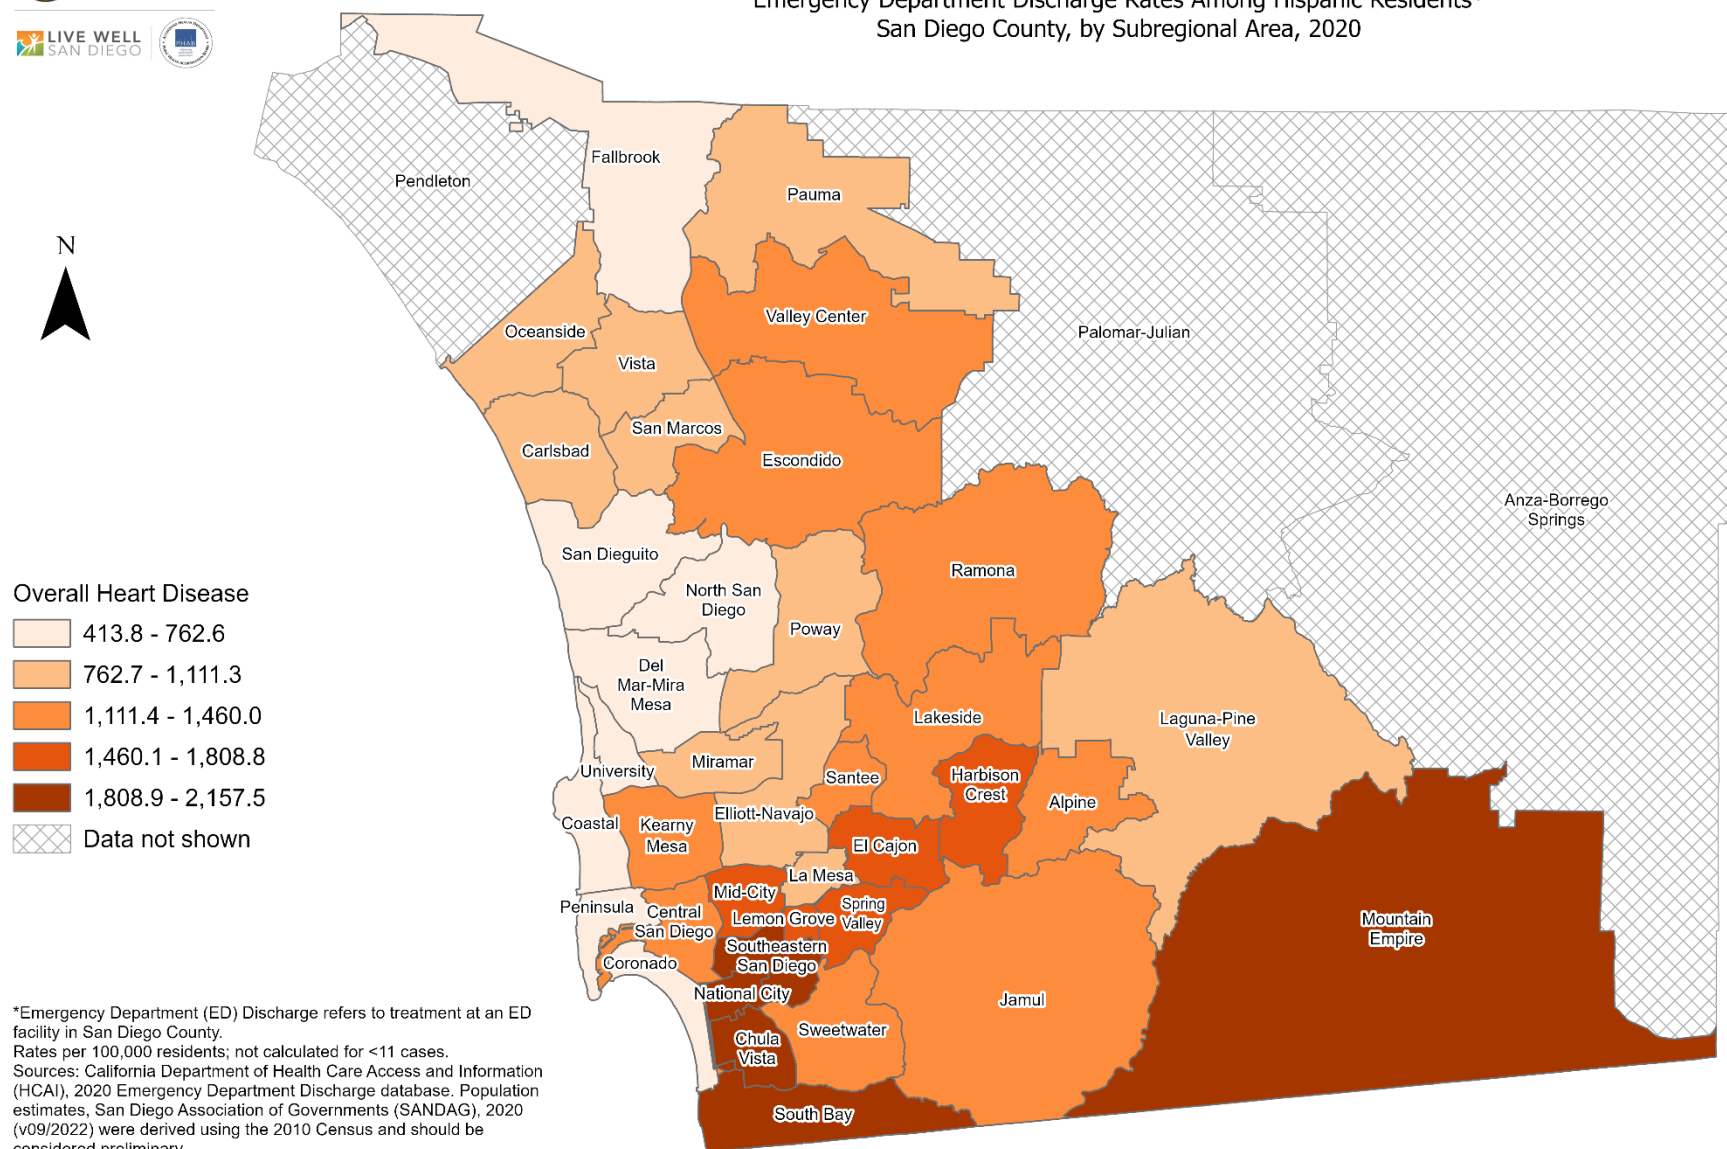 Emergency Department Discharge Rates Among Hispanic Residents*
San Diego County, by Subregional Area, 2020
LIVE WELL
SAN DIEGO
PHAB
N
Fallbrook
Pendleton
Pauma
Valley Center
Oceanside
Vista
Palomar-Julian
San Marcos
Carlsbad
Escondido
Anza-Borrego
Springs
San Dieguito
Ramona
North San
Diego
Poway
Del
Mar-Mira
Mesa
Lakeside
Laguna-Pine
Valley
University
Miramar
Santee
Harbison
Crest
Alpine
Coastal
Kearny
Mesa
Elliott-Navajo
El Cajon
La Mesa
Mid-City
Peninsula
Central
San Diego
Lemon Grove
Spring
Valley
Mountain
Empire
Southeastern
San Diego
Coronado
National City
Jamul
Chula
Vista
Sweetwater
South Bay
Overall Heart Disease
413.8 - 762.6
762.7 - 1,111.3
1,111.4 - 1,460.0
1,460.1 - 1,808.8
1,808.9 - 2,157.5
Data not shown
*Emergency Department (ED) Discharge refers to treatment at an ED
facility in San Diego County.
Rates per 100,000 residents; not calculated for <11 cases.
Sources: California Department of Health Care Access and Information
(HCAI), 2020 Emergency Department Discharge database. Population
estimates, San Diego Association of Governments (SANDAG), 2020
(v09/2022) were derived using the 2010 Census and should be
considered preliminary